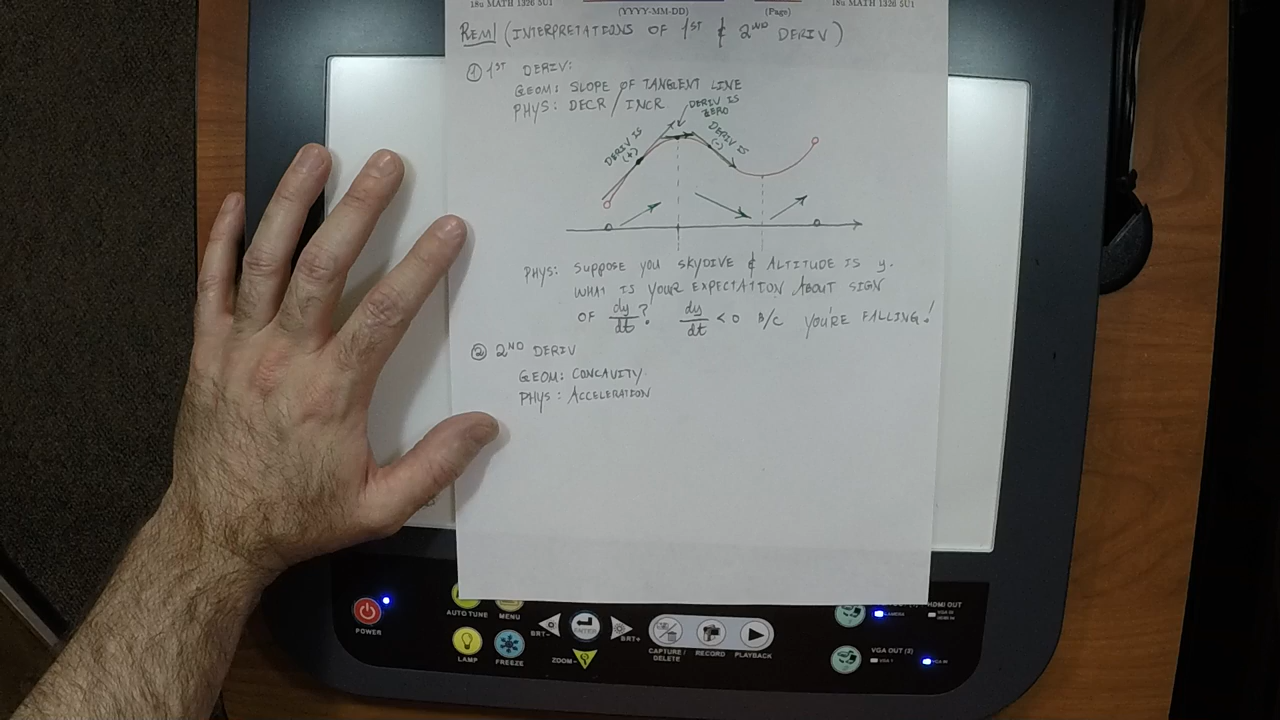 18u MATH 1326 5U1 (YYYY-MM-DD) (Page) 18u MATH 1326 5U1
REM (INTERPRETATIONS OF 1ST & 2ND DERIV)
① 1ST DERIV:
GEOM: SLOPE OF TANGENT LINE
PHYS: DECR / INCR
DERIV IS
ZERO
DERIV IS
(+)
DERIV IS
(-)
PHYS: SUPPOSE YOU SKYDIVE & ALTITUDE IS y.
WHAT IS YOUR EXPECTATION ABOUT SIGN
OF dy/dt? dy/dt < 0 B/C YOU'RE FALLING!
② 2ND DERIV
GEOM: CONCAVITY
PHYS: ACCELERATION
POWER
AUTO TUNE
MENU
LAMP
FREEZE
BRT-
ENTER
BRT+
ZOOM-
CAPTURE /
DELETE
RECORD
PLAYBACK
HDMI OUT
VGA OUT (2)